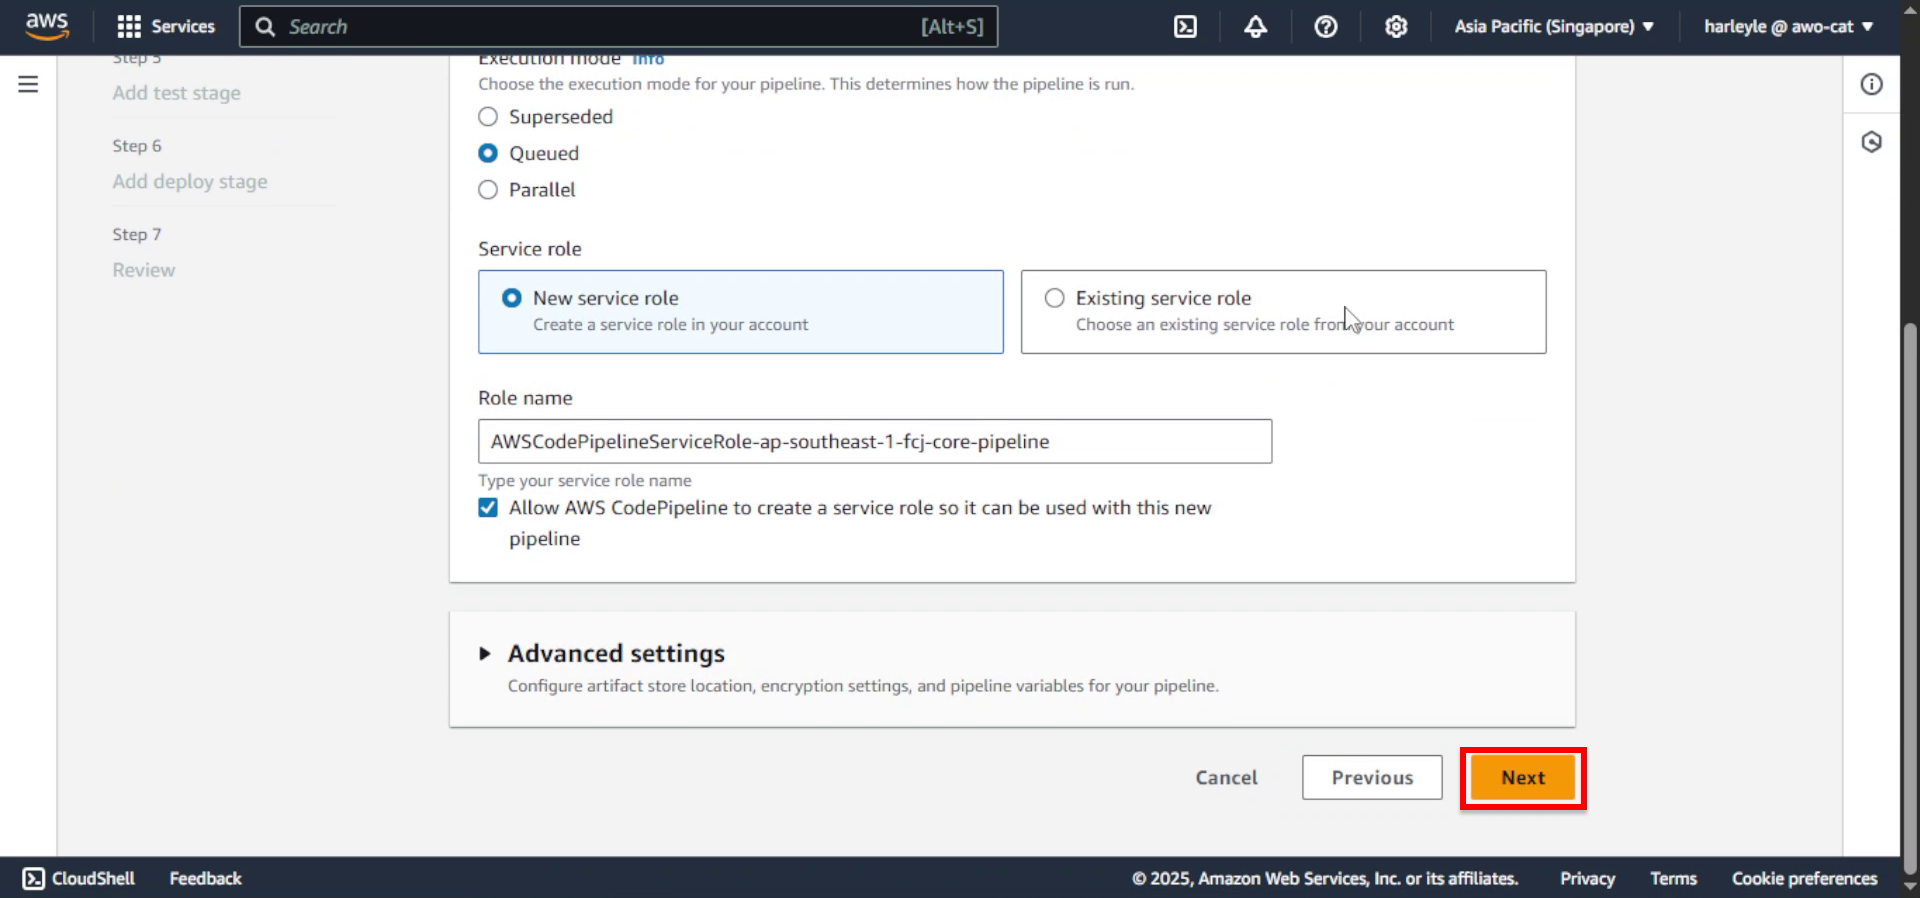 aws
Services
Search
[Alt+S]
Asia Pacific (Singapore)
harleyle @ awo-cat
Step 5
Add test stage
Step 6
Add deploy stage
Step 7
Review
Execution mode Info
Choose the execution mode for your pipeline. This determines how the pipeline is run.
Superseded
Queued
Parallel
Service role
New service role
Create a service role in your account
Existing service role
Choose an existing service role from your account
Role name
AWSCodePipelineServiceRole-ap-southeast-1-fcj-core-pipeline
Type your service role name
Allow AWS CodePipeline to create a service role so it can be used with this new
pipeline
Advanced settings
Configure artifact store location, encryption settings, and pipeline variables for your pipeline.
Cancel
Previous
Next
CloudShell
Feedback
© 2025, Amazon Web Services, Inc. or its affiliates.
Privacy
Terms
Cookie preferences